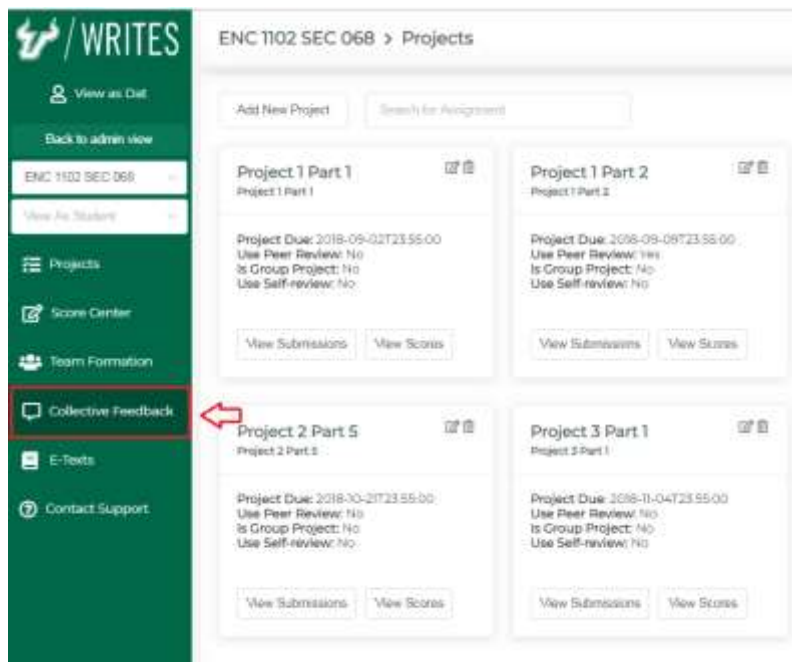 / WRITES
View as Dat
Back to admin view
ENC 1102 SEC 068
View As Student
Projects
Score Center
Team Formation
Collective Feedback
E-Texts
Contact Support
ENC 1102 SEC 068 > Projects
Add New Project
Search for Assignment
Project 1 Part 1
Project 1 Part 1
Project Due: 2018-09-02T23:55:00
Use Peer Review: No
Is Group Project: No
Use Self-review: No
View Submissions View Scores
Project 1 Part 2
Project 1 Part 2
Project Due: 2018-09-09T23:55:00
Use Peer Review: Yes
Is Group Project: No
Use Self-review: No
View Submissions View Scores
Project 2 Part 5
Project 2 Part 5
Project Due: 2018-10-21T23:55:00
Use Peer Review: No
Is Group Project: No
Use Self-review: No
View Submissions View Scores
Project 3 Part 1
Project 3 Part 1
Project Due: 2018-11-04T23:55:00
Use Peer Review: No
Is Group Project: No
Use Self-review: No
View Submissions View Scores